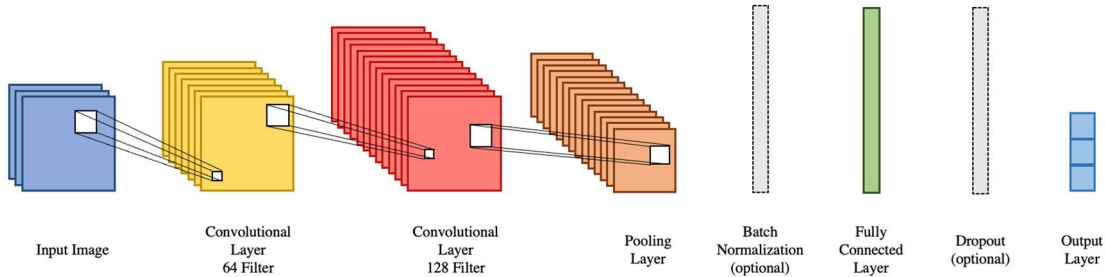 Input Image
Convolutional
Layer
64 Filter
Convolutional
Layer
128 Filter
Pooling
Layer
Batch
Normalization
(optional)
Fully
Connected
Layer
Dropout
(optional)
Output
Layer